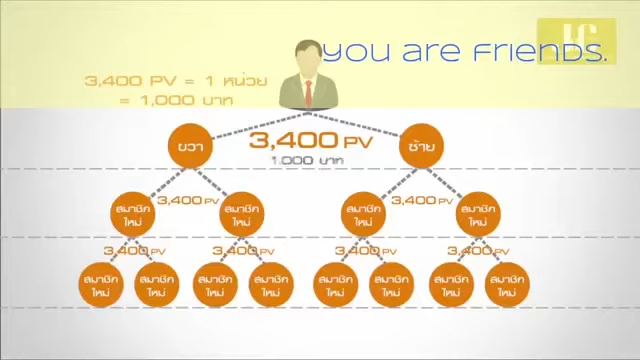 you are friends.
3,400 PV = 1 หน่วย
= 1,000 บาท
ขวา
3,400 PV
ซ้าย
1,000 บาท
สมาชิก
ใหม่
3,400 PV
สมาชิก
ใหม่
สมาชิก
ใหม่
3,400 PV
สมาชิก
ใหม่
3,400 PV
3,400 PV
3,400 PV
3,400 PV
สมาชิก
ใหม่
สมาชิก
ใหม่
สมาชิก
ใหม่
สมาชิก
ใหม่
สมาชิก
ใหม่
สมาชิก
ใหม่
สมาชิก
ใหม่
สมาชิก
ใหม่